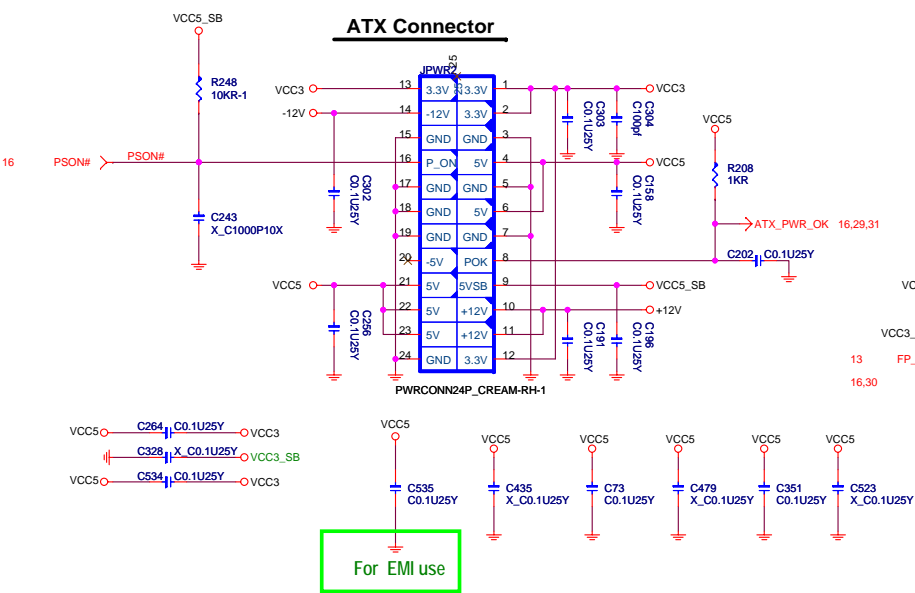 VCC5_SB
ATX Connector
R248
10KR-1
16 PSON# PSON#
C243
X_C1000P10X
JPWR2
25
VCC3
-12V
13 3.3V 3.3V 1
14 -12V 3.3V 2
15 GND GND 3
16 P_ON 5V 4
17 GND GND 5
18 GND 5V 6
19 GND GND 7
20 -5V POK 8
21 5V 5VSB 9
22 5V +12V 10
23 5V +12V 11
24 GND 3.3V 12
PWRCONN24P_CREAM-RH-1
C302
C0.1U25Y
VCC5
C256
C0.1U25Y
VCC3
C303
C0.1U25Y
C304
C100pf
VCC5
C158
C0.1U25Y
VCC5
R208
1KR
ATX_PWR_OK 16,29,31
C202 C0.1U25Y
VCC5_SB
+12V
C191
C0.1U25Y
C196
C0.1U25Y
VC
VCC3_
13 FP_
16,30
VCC5 C264 C0.1U25Y VCC3
C328 X_C0.1U25Y VCC3_SB
VCC5 C534 C0.1U25Y VCC3
VCC5
C535
C0.1U25Y
For EMI use
VCC5
C435
X_C0.1U25Y
VCC5
C73
C0.1U25Y
VCC5
C479
X_C0.1U25Y
VCC5
C351
C0.1U25Y
VCC5
C523
X_C0.1U25Y